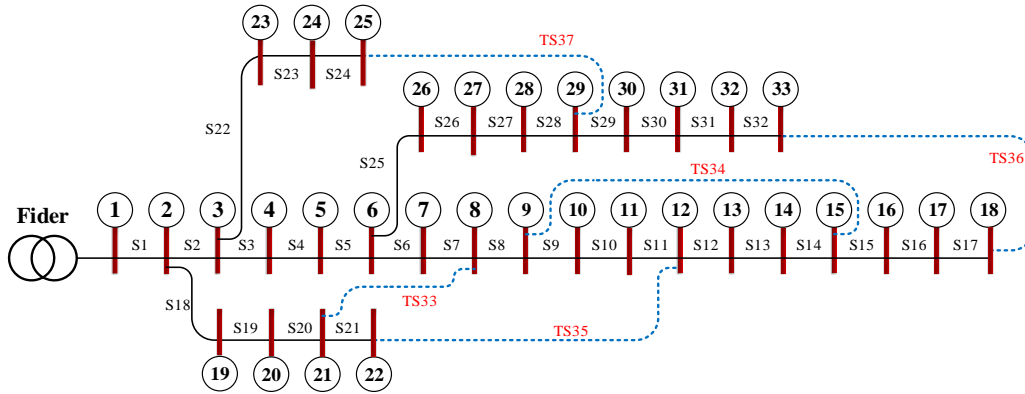 23 24 25
TS37
S23 S24
26 27 28 29 30 31 32 33
S22
S26 S27 S28 S29 S30 S31 S32
S25
TS36
TS34
Fider
1 2 3 4 5 6 7 8 9 10 11 12 13 14 15 16 17 18
S1 S2 S3 S4 S5 S6 S7 S8 S9 S10 S11 S12 S13 S14 S15 S16 S17
S18
TS33
S19 S20 S21
TS35
19 20 21 22